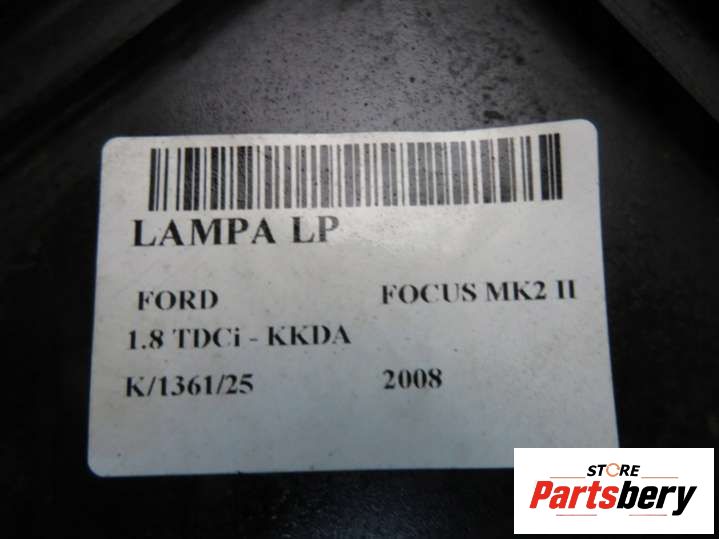 LAMPA LP
FORD FOCUS MK2 II
1.8 TDCi - KKDA
K/1361/25 2008
STORE
Partsbery